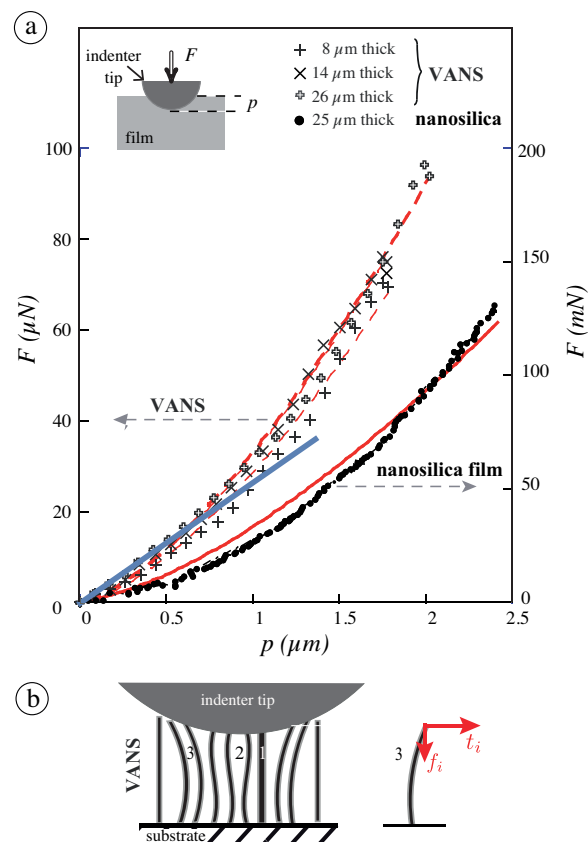 a
indenter tip
F
p
film
8 µm thick
14 µm thick
26 µm thick
VANS
25 µm thick
nanosilica
100
80
60
40
20
0
F (µN)
200
150
100
50
0
F (mN)
VANS
nanosilica film
0
0.5
1
1.5
2
2.5
p (µm)
b
indenter tip
VANS
3
2
1
substrate
3
f_i
t_i